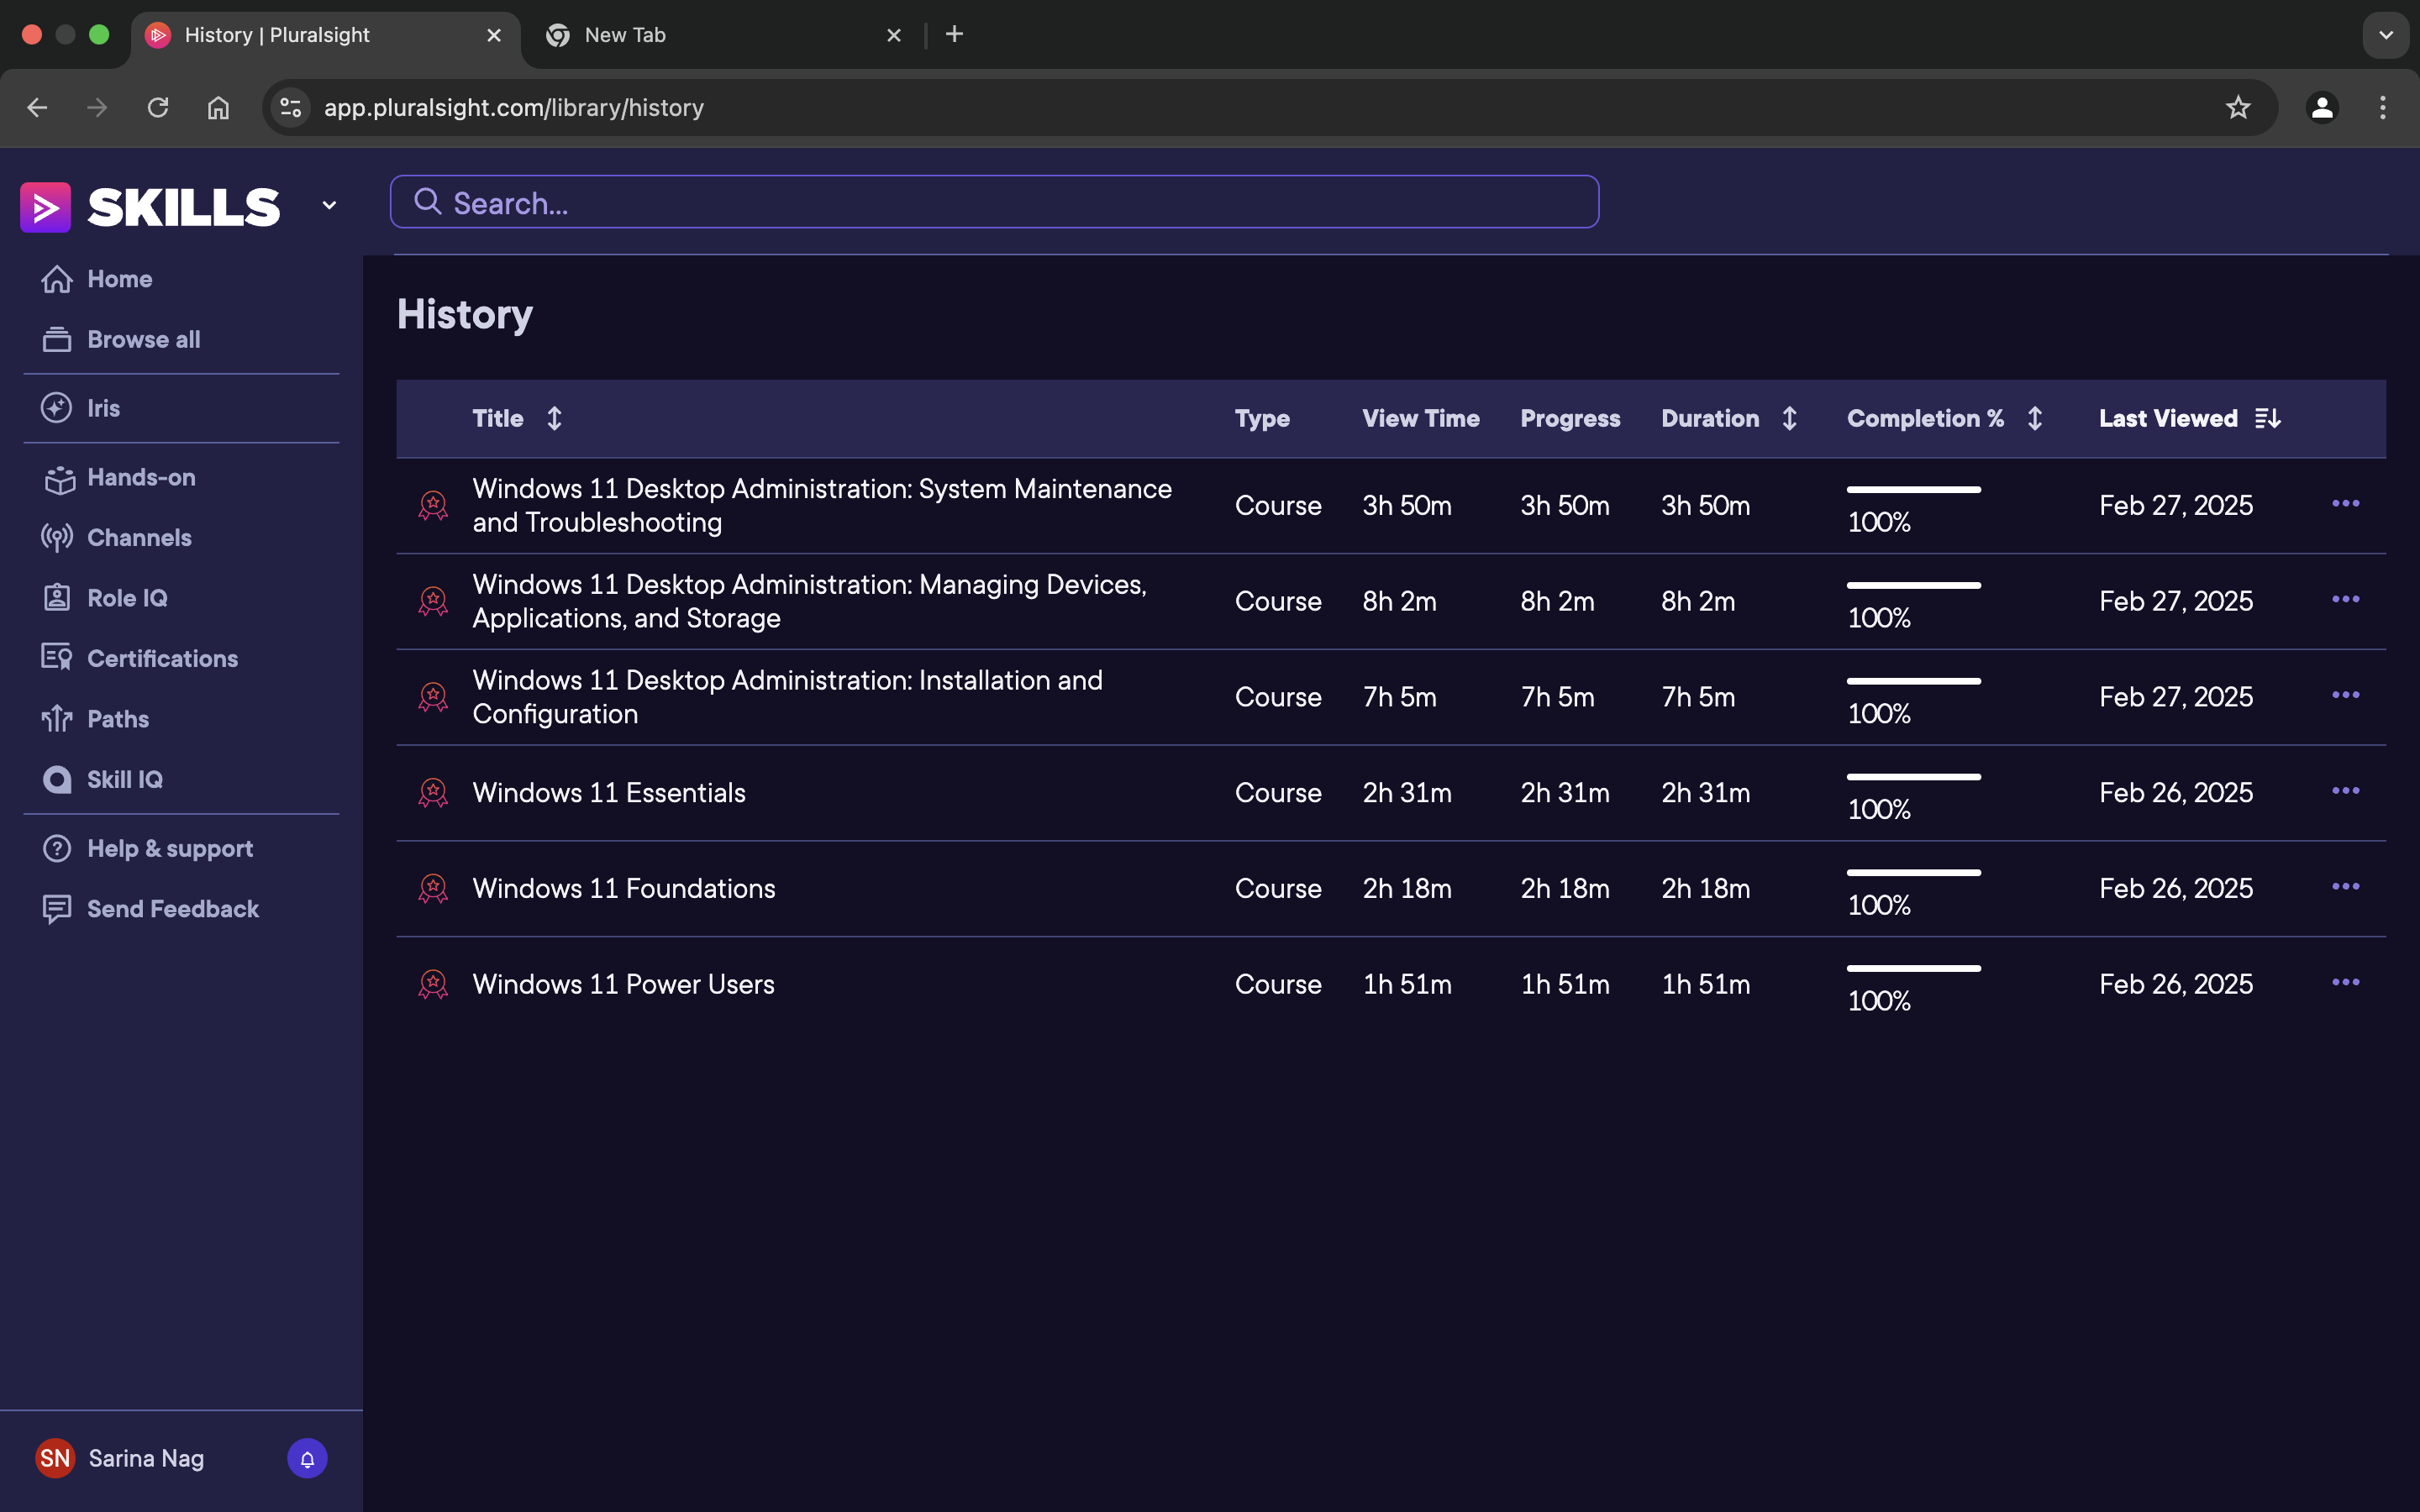 History | Pluralsight
New Tab
app.pluralsight.com/library/history
SKILLS
Search...
Home
Browse all
Iris
Hands-on
Channels
Role IQ
Certifications
Paths
Skill IQ
Help & support
Send Feedback
SN Sarina Nag
History
Title Type View Time Progress Duration Completion % Last Viewed
Windows 11 Desktop Administration: System Maintenance
and Troubleshooting
Course 3h 50m 3h 50m 3h 50m 100% Feb 27, 2025
Windows 11 Desktop Administration: Managing Devices,
Applications, and Storage
Course 8h 2m 8h 2m 8h 2m 100% Feb 27, 2025
Windows 11 Desktop Administration: Installation and
Configuration
Course 7h 5m 7h 5m 7h 5m 100% Feb 27, 2025
Windows 11 Essentials Course 2h 31m 2h 31m 2h 31m 100% Feb 26, 2025
Windows 11 Foundations Course 2h 18m 2h 18m 2h 18m 100% Feb 26, 2025
Windows 11 Power Users Course 1h 51m 1h 51m 1h 51m 100% Feb 26, 2025